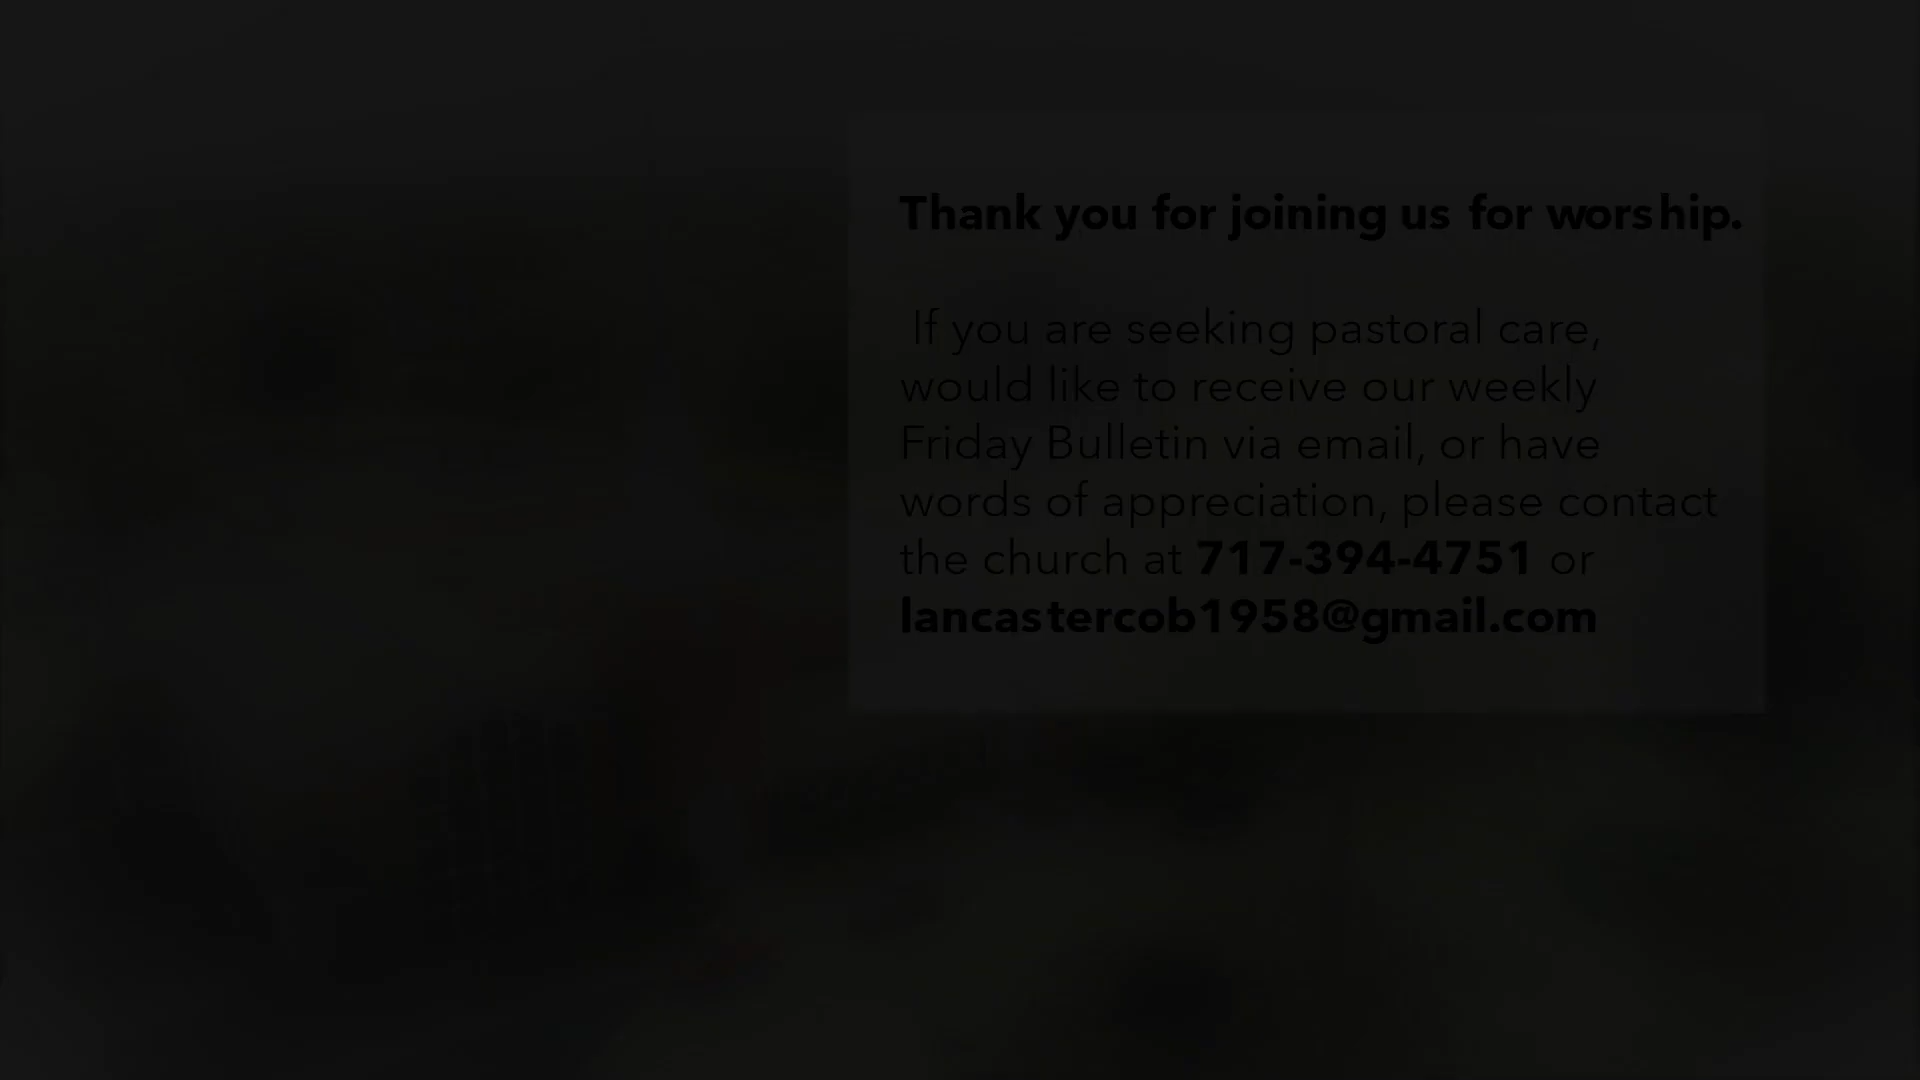 Thank you for joining us for worship.
If you are seeking pastoral care,
would like to receive our weekly
Friday Bulletin via email, or have
words of appreciation, please contact
the church at 717-394-4751 or
lancastercob1958@gmail.com